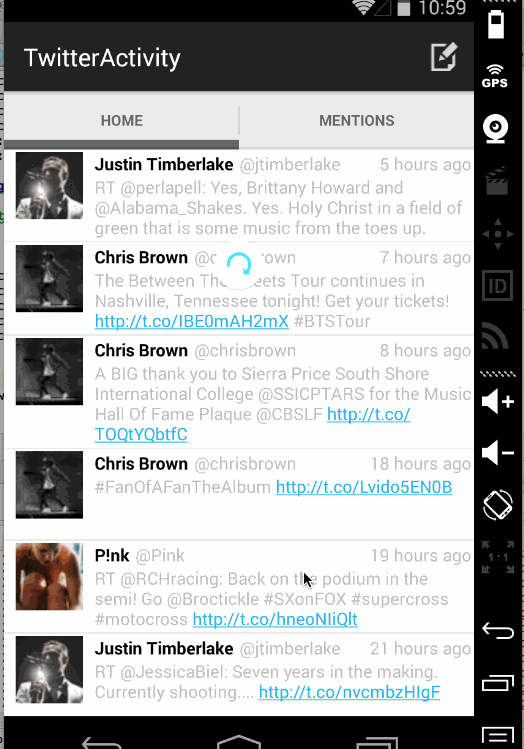 10:59
TwitterActivity
GPS
HOME MENTIONS
Justin Timberlake @jtimberlake 5 hours ago
RT @perlapell: Yes, Brittany Howard and
@Alabama_Shakes. Yes. Holy Christ in a field of
green that is some music from the toes up.
Chris Brown 7 hours ago
The Between The Sheets Tour continues in
Nashville, Tennessee tonight! Get your tickets!
http://t.co/IBE0mAH2mX #BTSTour
ID
Chris Brown @chrisbrown 8 hours ago
A BIG thank you to Sierra Price South Shore
International College @SSICPTARS for the Music
Hall Of Fame Plaque @CBSLF http://t.co/
TOQtYQbtfC
Chris Brown @chrisbrown 18 hours ago
#FanOfAFanTheAlbum http://t.co/Lvido5EN0B
1:1
P!nk @Pink 19 hours ago
RT @RCHracing: Back on the podium in the
semi! Go @Broctickle #SXonFOX #supercross
#motocross http://t.co/hneoNIiQlt
Justin Timberlake @jtimberlake 21 hours ago
RT @JessicaBiel: Seven years in the making.
Currently shooting.... http://t.co/nvcmbzHIgF